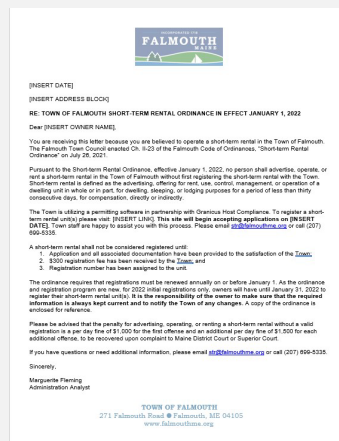 INCORPORATED 1718
FALMOUTH
MAINE
[INSERT DATE]
[INSERT ADDRESS BLOCK]
RE: TOWN OF FALMOUTH SHORT-TERM RENTAL ORDINANCE IN EFFECT JANUARY 1, 2022
Dear [INSERT OWNER NAME],
You are receiving this letter because you are believed to operate a short-term rental in the Town of Falmouth.
The Falmouth Town Council enacted Ch. II-23 of the Falmouth Code of Ordinances, "Short-Term Rental
Ordinance" on July 26, 2021.
Pursuant to the Short-Term Rental Ordinance, effective January 1, 2022, no person shall advertise, operate, or
rent a short-term rental in the Town of Falmouth without first registering the short-term rental with the Town.
Short-term rental is defined as the advertising, offering for rent, use, control, management, or operation of a
dwelling unit in whole or in part, for dwelling, sleeping, or lodging purposes for a period of less than thirty
consecutive days, for compensation, directly or indirectly.
The Town is utilizing a permitting software in partnership with Granicus Host Compliance. To register a short-
term rental unit(s) please visit: [INSERT LINK]. This site will begin accepting applications on [INSERT
DATE]. Town staff are happy to assist you with this process. Please email str@falmouthme.org or call (207)
699-5335.
A short-term rental shall not be considered registered until:
1. Application and all associated documentation have been provided to the satisfaction of the Town;
2. $300 registration fee has been received by the Town; and
3. Registration number has been assigned to the unit.
The ordinance requires that registrations must be renewed annually on or before January 1. As the ordinance
and registration program are new, for 2022 initial registrations only, owners will have until January 31, 2022 to
register their short-term rental unit(s). It is the responsibility of the owner to make sure that the required
information is always kept current and to notify the Town of any changes. A copy of the ordinance is
enclosed for reference.
Please be advised that the penalty for advertising, operating, or renting a short-term rental without a valid
registration is a per day fine of $1,000 for the first offense and an additional per day fine of $1,500 for each
additional offense, to be recovered upon complaint to Maine District Court or Superior Court.
If you have questions or need additional information, please email str@falmouthme.org or call (207) 699-5335.
Sincerely,
Marguerite Fleming
Administration Analyst
TOWN OF FALMOUTH
271 Falmouth Road ● Falmouth, ME 04105
www.falmouthme.org